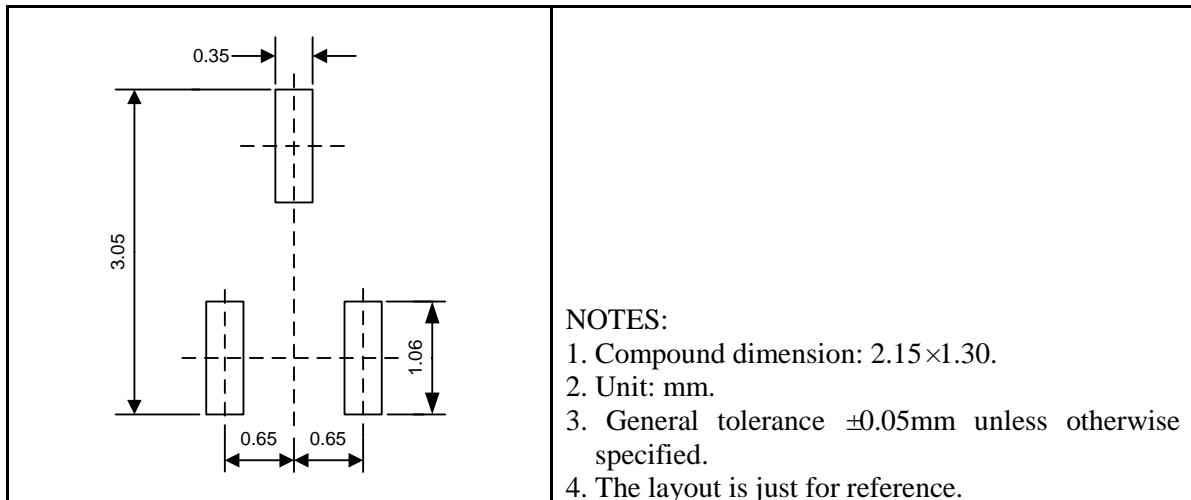 0.35
3.05
1.06
0.65 0.65
NOTES:
1. Compound dimension: 2.15×1.30.
2. Unit: mm.
3. General tolerance ±0.05mm unless otherwise
specified.
4. The layout is just for reference.